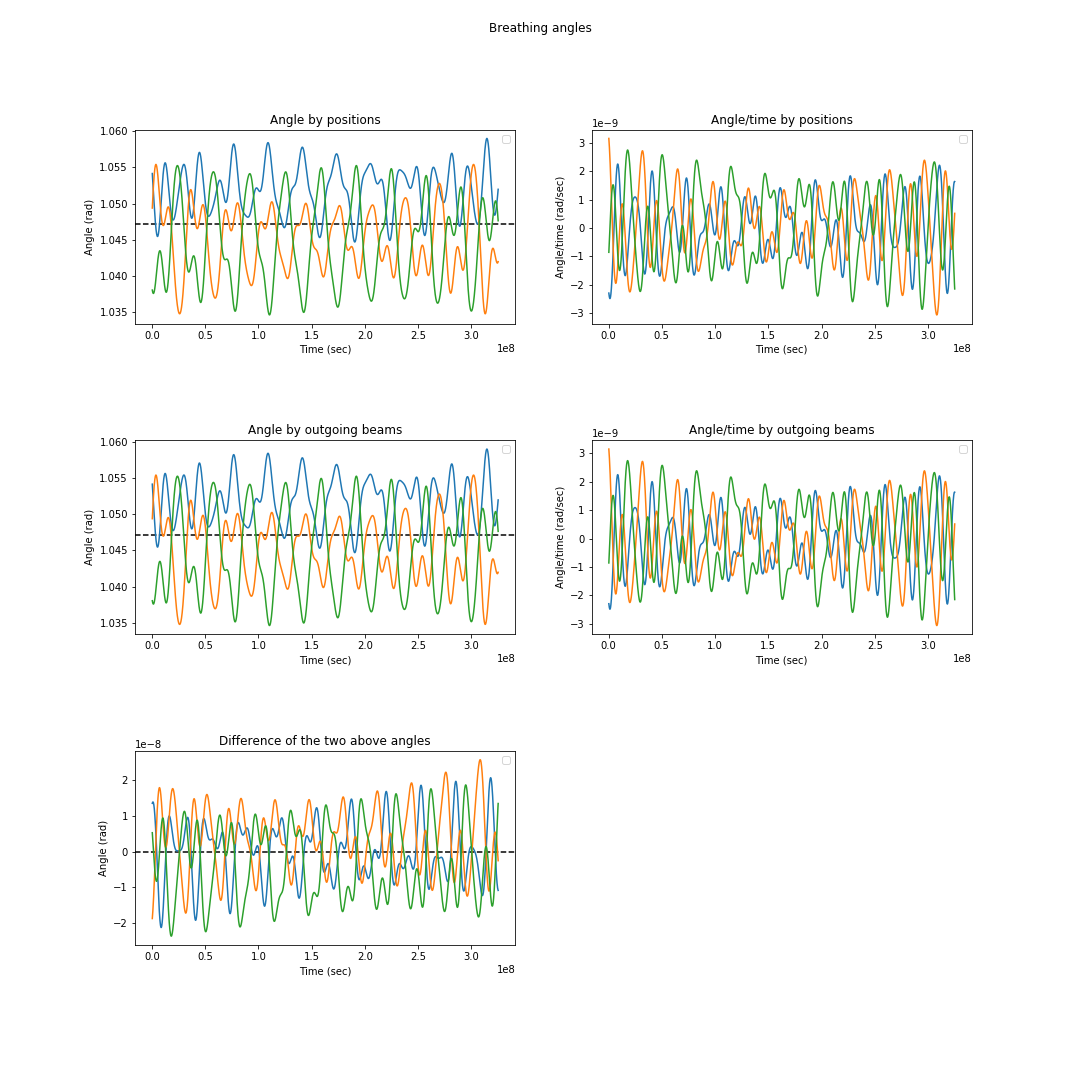 Breathing angles
Angle by positions
1.060
1.055
1.050
1.045
1.040
1.035
Angle (rad)
0.0 0.5 1.0 1.5 2.0 2.5 3.0
Time (sec)
1e8
Angle/time by positions
1e−9
3
2
1
0
−1
−2
−3
Angle/time (rad/sec)
0.0 0.5 1.0 1.5 2.0 2.5 3.0
Time (sec)
1e8
Angle by outgoing beams
1.060
1.055
1.050
1.045
1.040
1.035
Angle (rad)
0.0 0.5 1.0 1.5 2.0 2.5 3.0
Time (sec)
1e8
Angle/time by outgoing beams
1e−9
3
2
1
0
−1
−2
−3
Angle/time (rad/sec)
0.0 0.5 1.0 1.5 2.0 2.5 3.0
Time (sec)
1e8
Difference of the two above angles
1e−8
2
1
0
−1
−2
Angle (rad)
0.0 0.5 1.0 1.5 2.0 2.5 3.0
Time (sec)
1e8